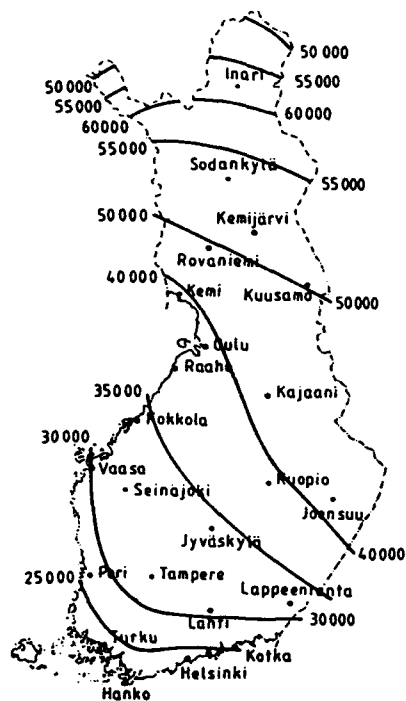 50 000
Inari
50 000
55 000
55 000
60 000
60 000
55 000
Sodankylä
55 000
50 000
Kemijärvi
Rovaniemi
40 000
Kemi
Kuusamo
50 000
Oulu
Raahe
35 000
Kajaani
Kokkola
30 000
Vaasa
Seinäjoki
Kuopio
Joensuu
Jyväskylä
40 000
25 000
Pori
Tampere
Lappeenranta
Lahti
30 000
Turku
Kotka
Helsinki
Hanko